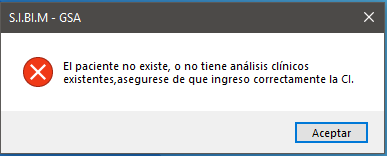 S.I.BI.M - GSA
El paciente no existe, o no tiene análisis clínicos
existentes,asegurese de que ingreso correctamente la CI.
Aceptar